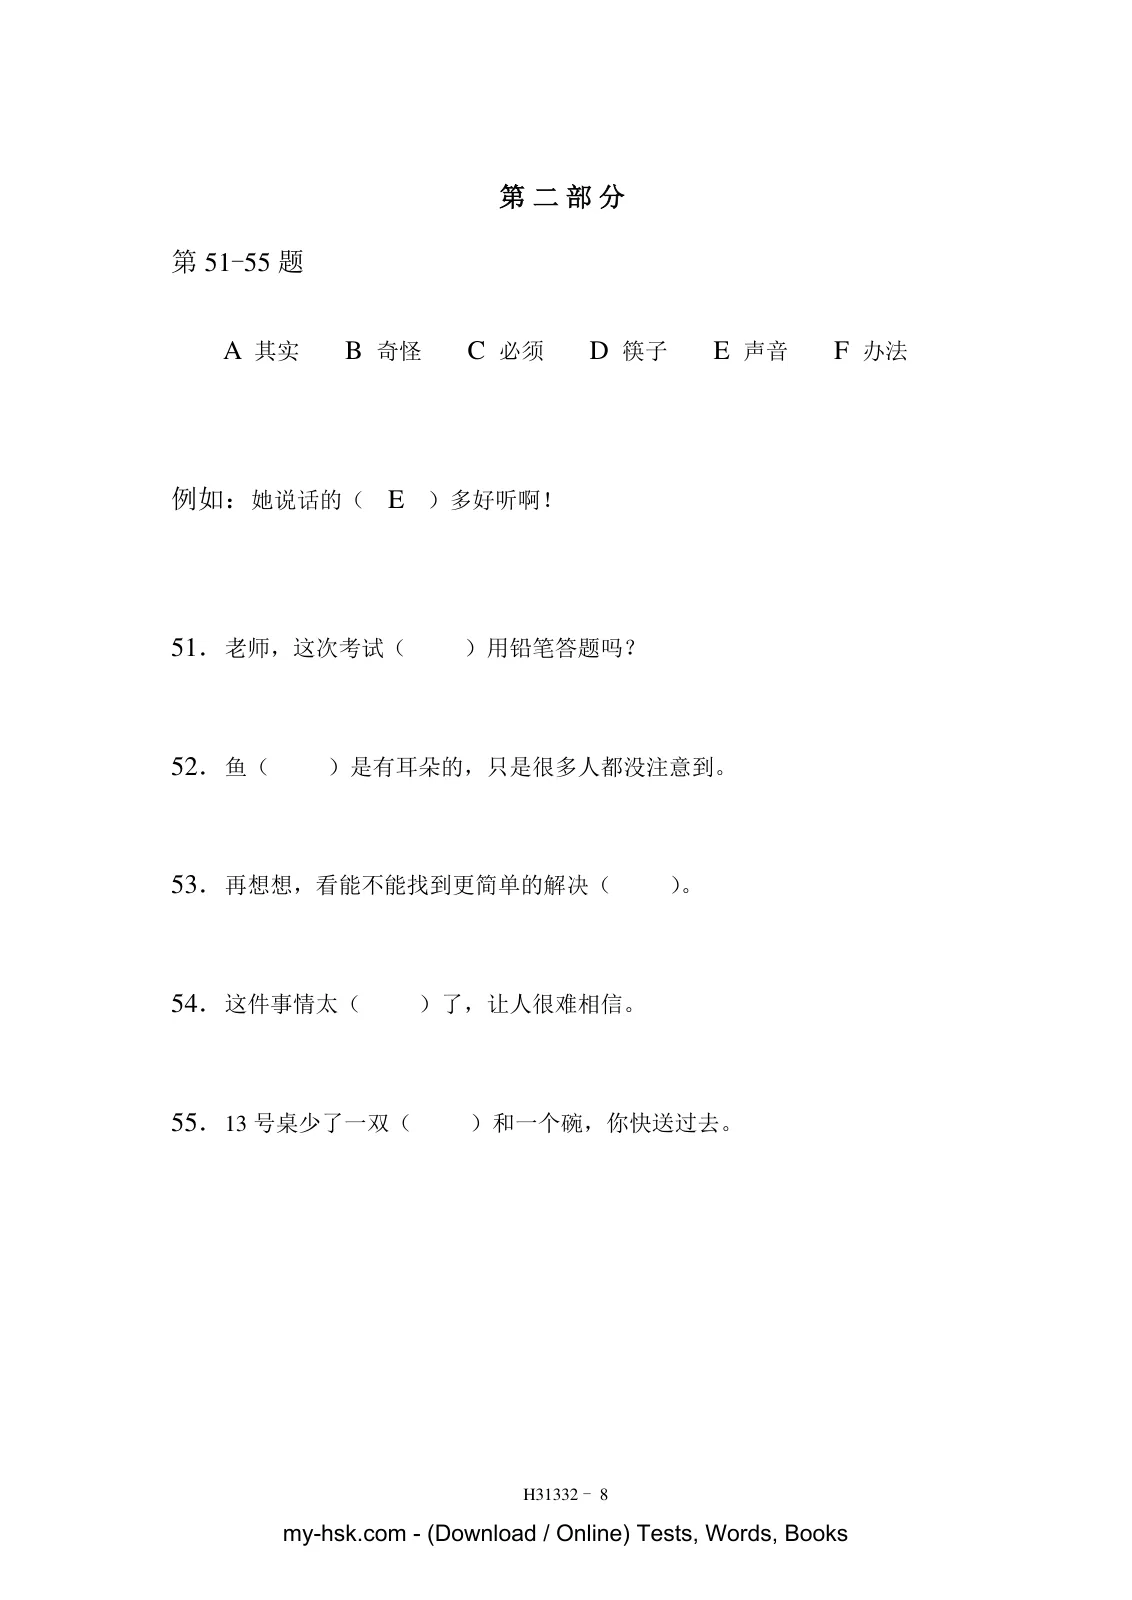 第 二 部 分
第 51-55 题
A 其实 B 奇怪 C 必须 D 筷子 E 声音 F 办法
例如：她说话的（ E ）多好听啊！
51．老师，这次考试（ ）用铅笔答题吗？
52．鱼（ ）是有耳朵的，只是很多人都没注意到。
53．再想想，看能不能找到更简单的解决（ ）。
54．这件事情太（ ）了，让人很难相信。
55．13 号桌少了一双（ ）和一个碗，你快送过去。
H31332 - 8
my-hsk.com - (Download / Online) Tests, Words, Books